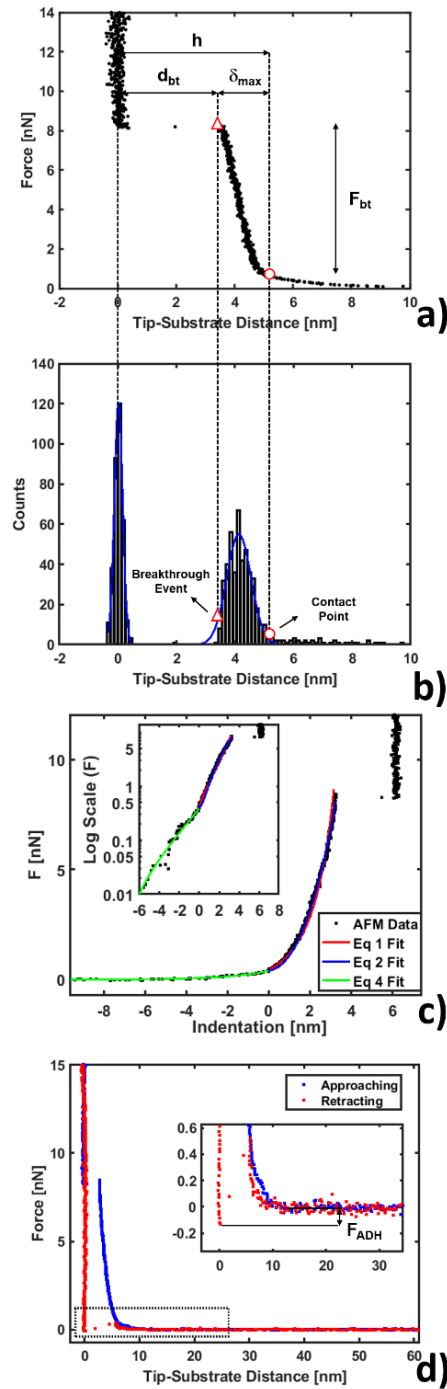 14
12
10
8
6
4
2
0
Force [nN]
h
d_bt
δ_max
F_bt
-2 0 2 4 6 8 10
Tip-Substrate Distance [nm]
a)
140
120
100
80
60
40
20
0
Counts
Breakthrough
Event
Contact
Point
-2 0 2 4 6 8 10
Tip-Substrate Distance [nm]
b)
10
5
0
F [nN]
5
1
0.5
0.1
0.05
0.01
Log Scale (F)
-6 -4 -2 0 2 4 6 8
AFM Data
Eq 1 Fit
Eq 2 Fit
Eq 4 Fit
-8 -6 -4 -2 0 2 4 6
Indentation [nm]
c)
15
10
5
0
Force [nN]
Approaching
Retracting
0.6
0.4
0.2
0
-0.2
F_ADH
0 10 20 30
0 10 20 30 40 50 60
Tip-Substrate Distance [nm]
d)